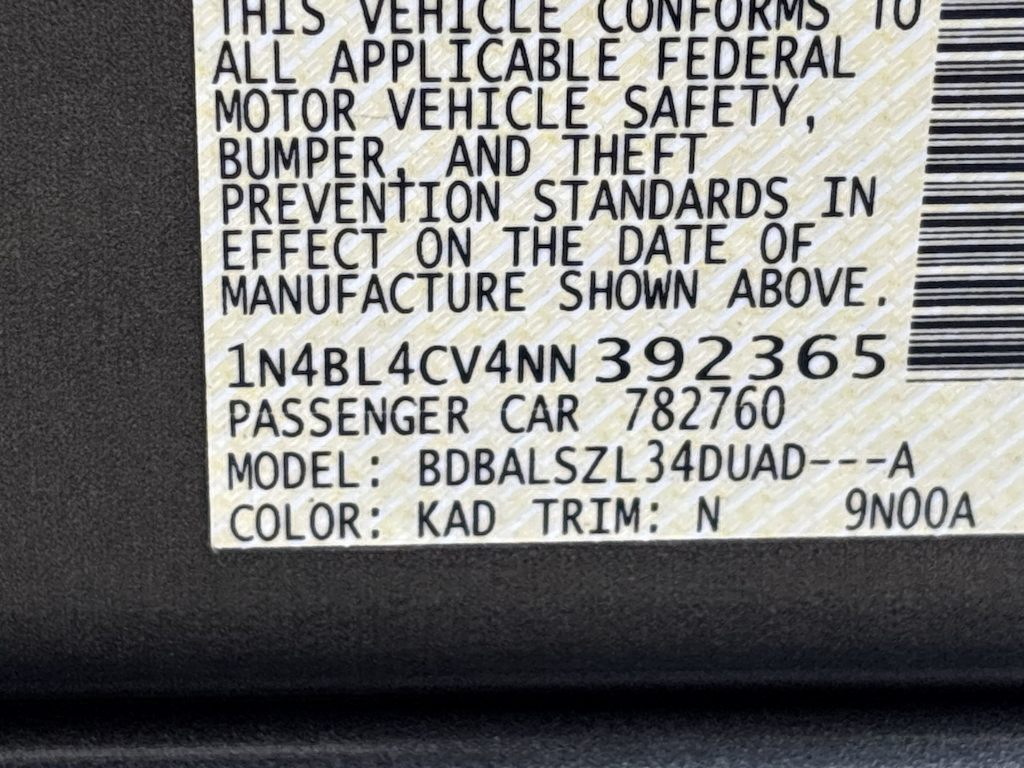 THIS VEHICLE CONFORMS TO
ALL APPLICABLE FEDERAL
MOTOR VEHICLE SAFETY,
BUMPER, AND THEFT
PREVENTION STANDARDS IN
EFFECT ON THE DATE OF
MANUFACTURE SHOWN ABOVE.
1N4BL4CV4NN392365
PASSENGER CAR 782760
MODEL: BDBALSZL34DUAD---A
COLOR: KAD TRIM: N 9N00A